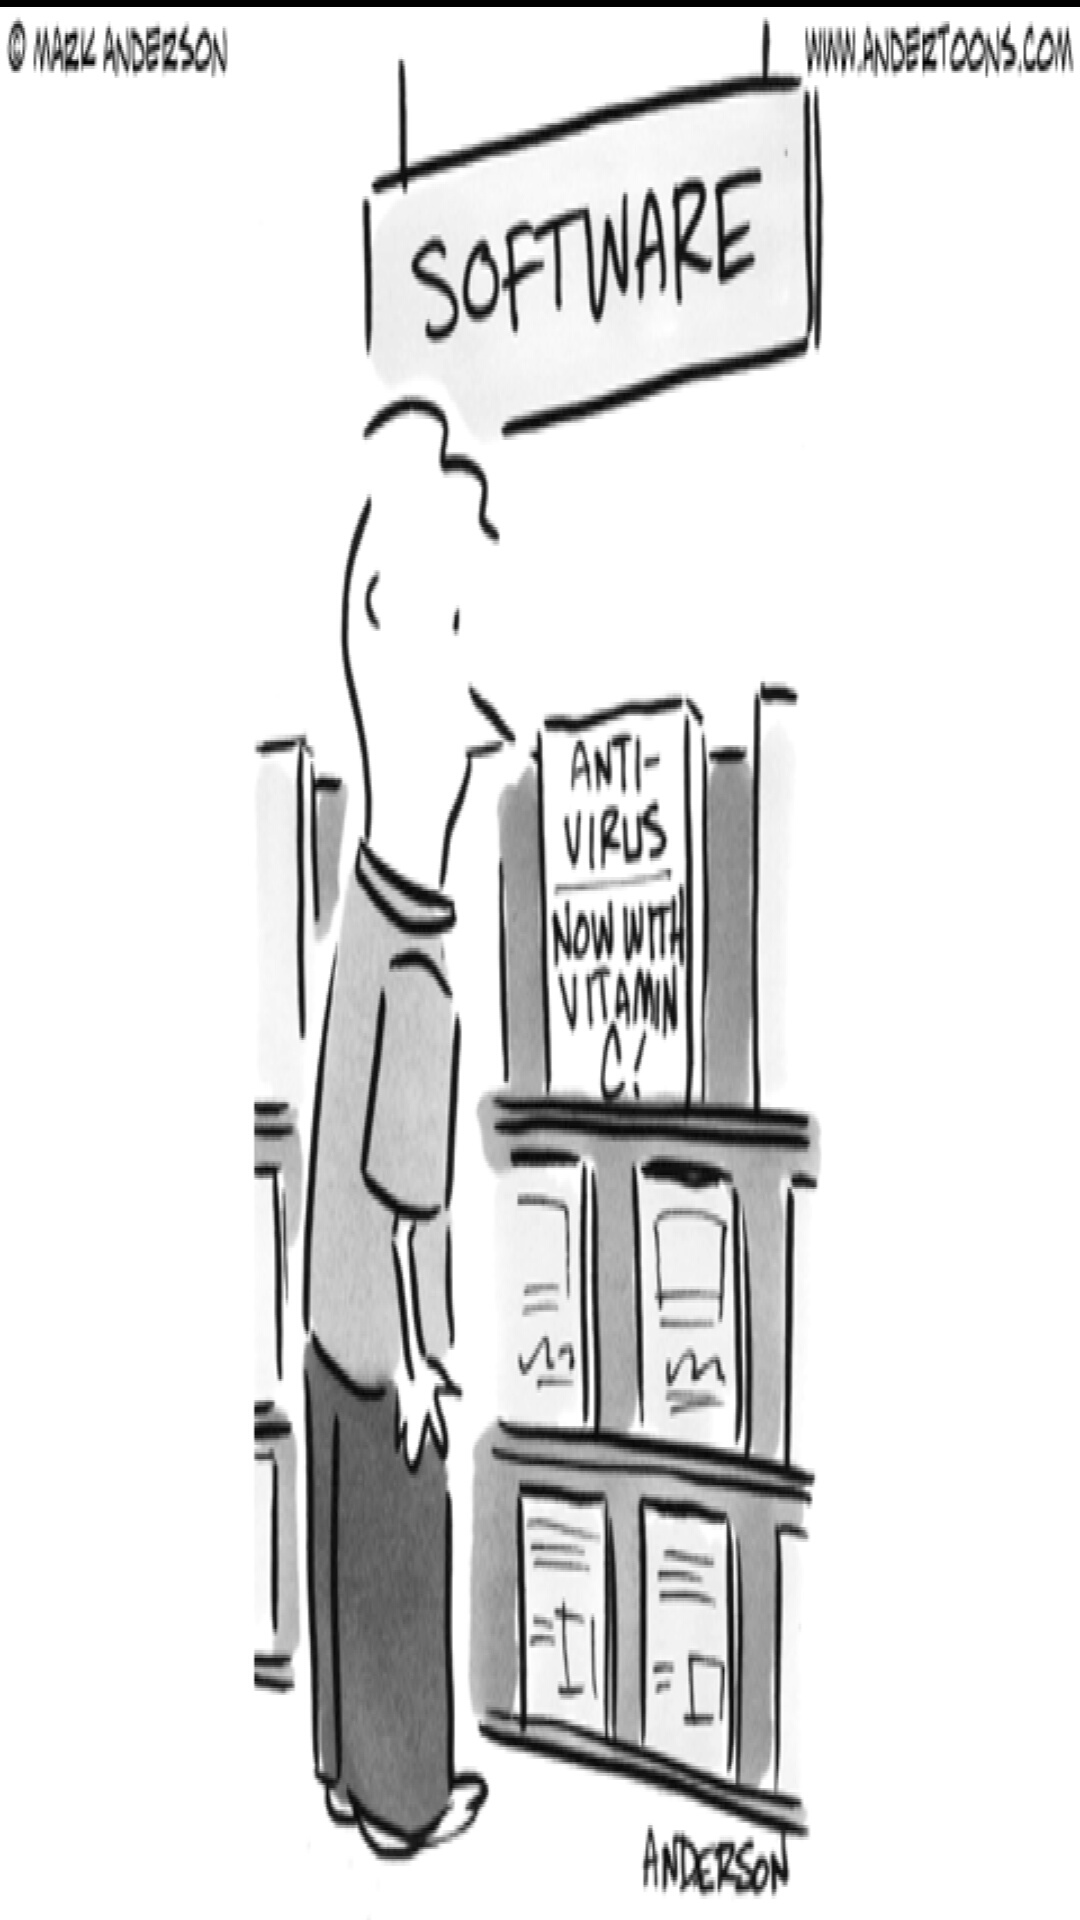 © MARK ANDERSON
WWW.ANDERTOONS.COM
SOFTWARE
ANTI-
VIRUS
NOW WITH
VITAMIN
C!
ANDERSON